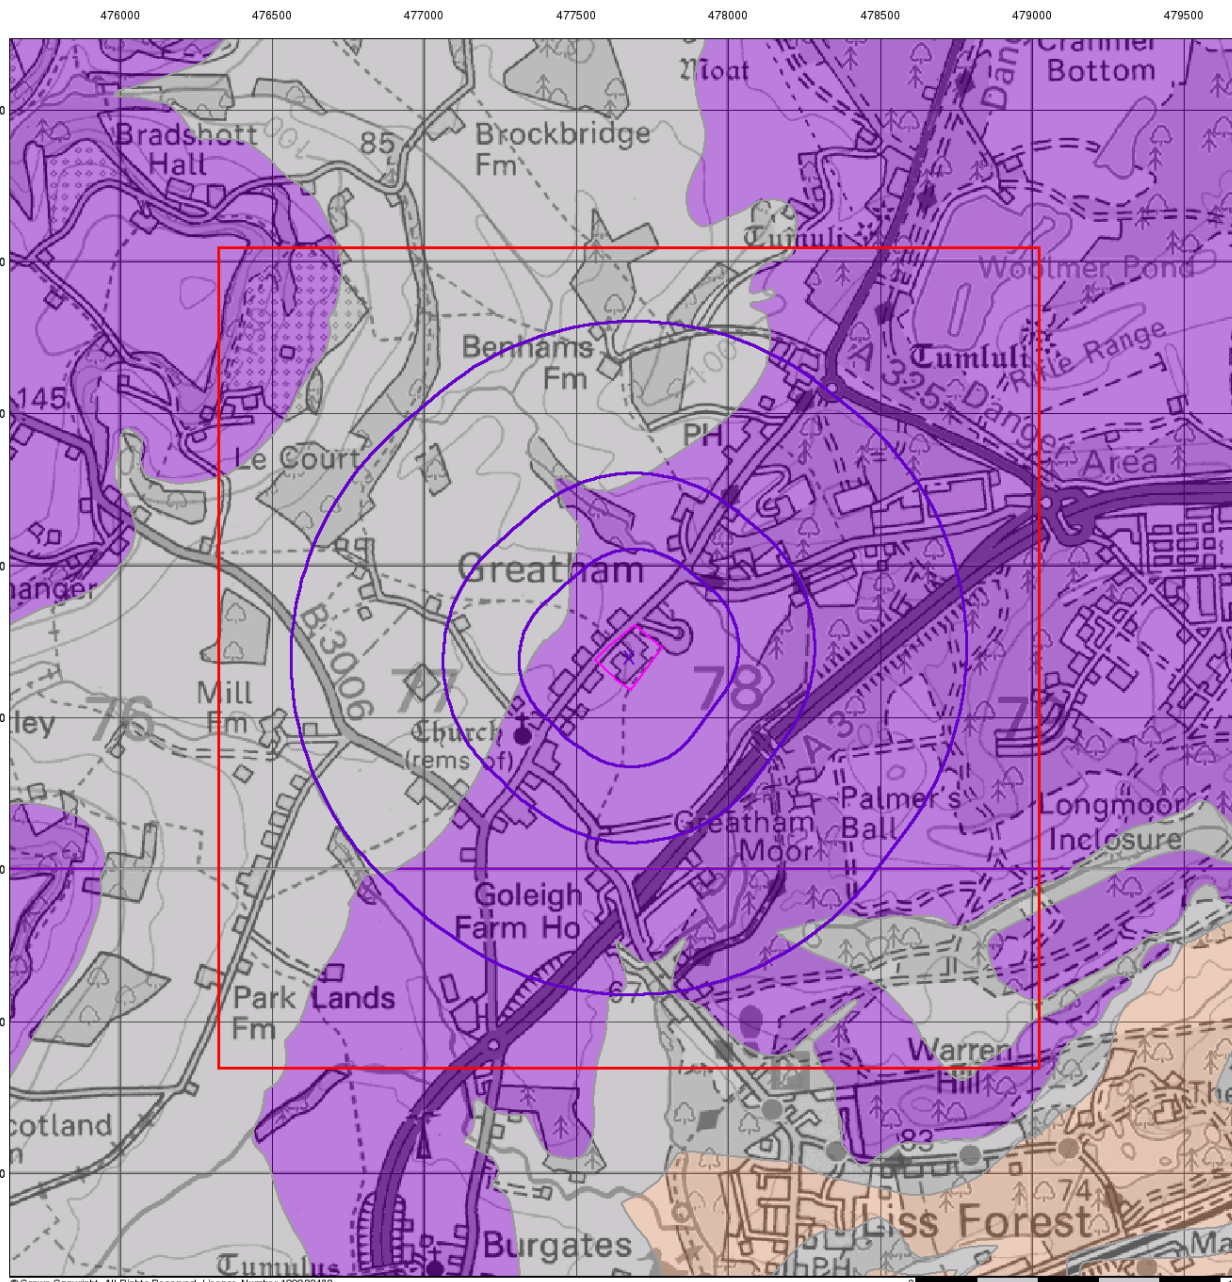 476000 476500 477000 477500 478000 478500 479000 479500
Moat
Cranmer
Bottom
Bradshott
Hall
85
Brockbridge
Fm
Tumuli
Woolmer Pond
Benhams
Fm
A 325
Tumluli
Rifle Range
Danger
Area
145
PH
Le Court
Greatham
B3006
77
78
76
Mill
Fm
Church
(rems of)
A 3
Palmer's
Ball
Greatham
Moor
Longmoor
Inclosure
Goleigh
Farm Ho
67
Park Lands
Fm
Warren
Hill
83
74
Liss Forest
Burgates
Tumulus
PH